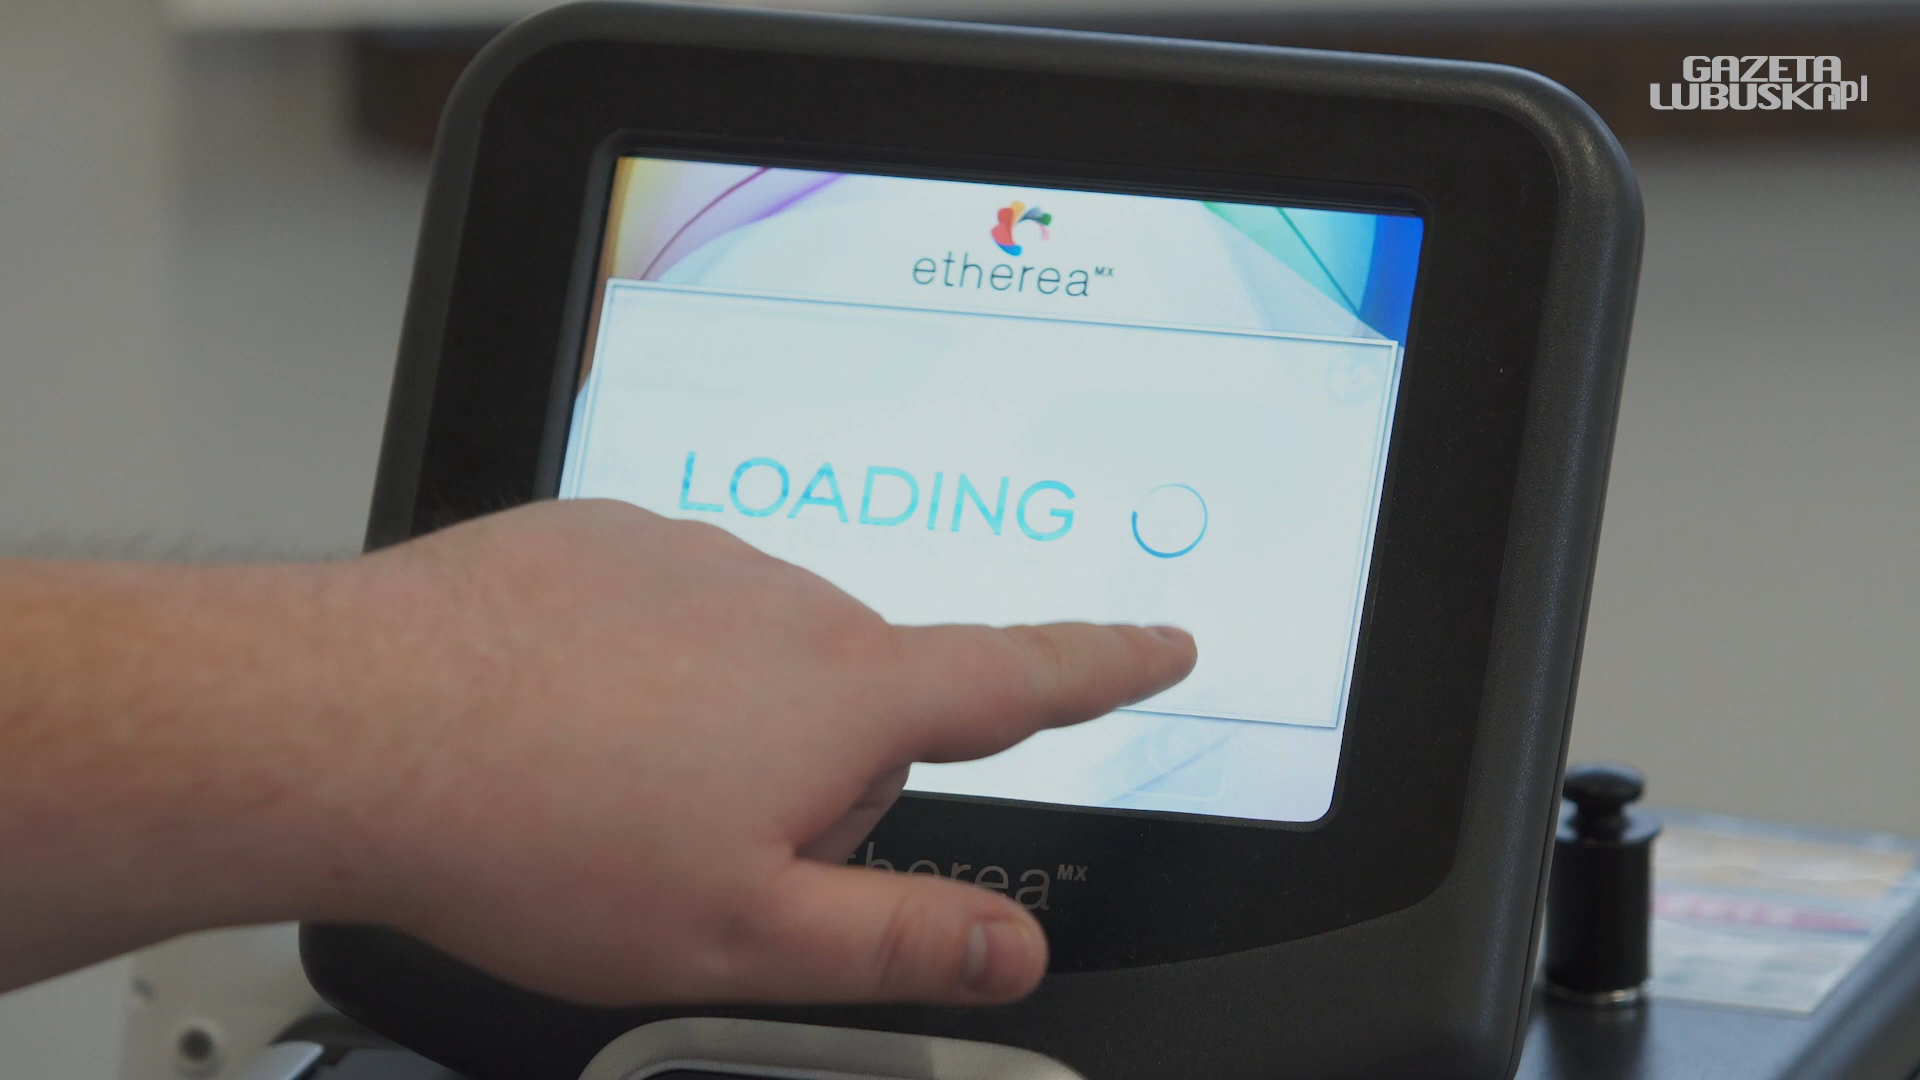 GAZETA
LUBUSKA.pl
etherea MX
LOADING
etherea MX